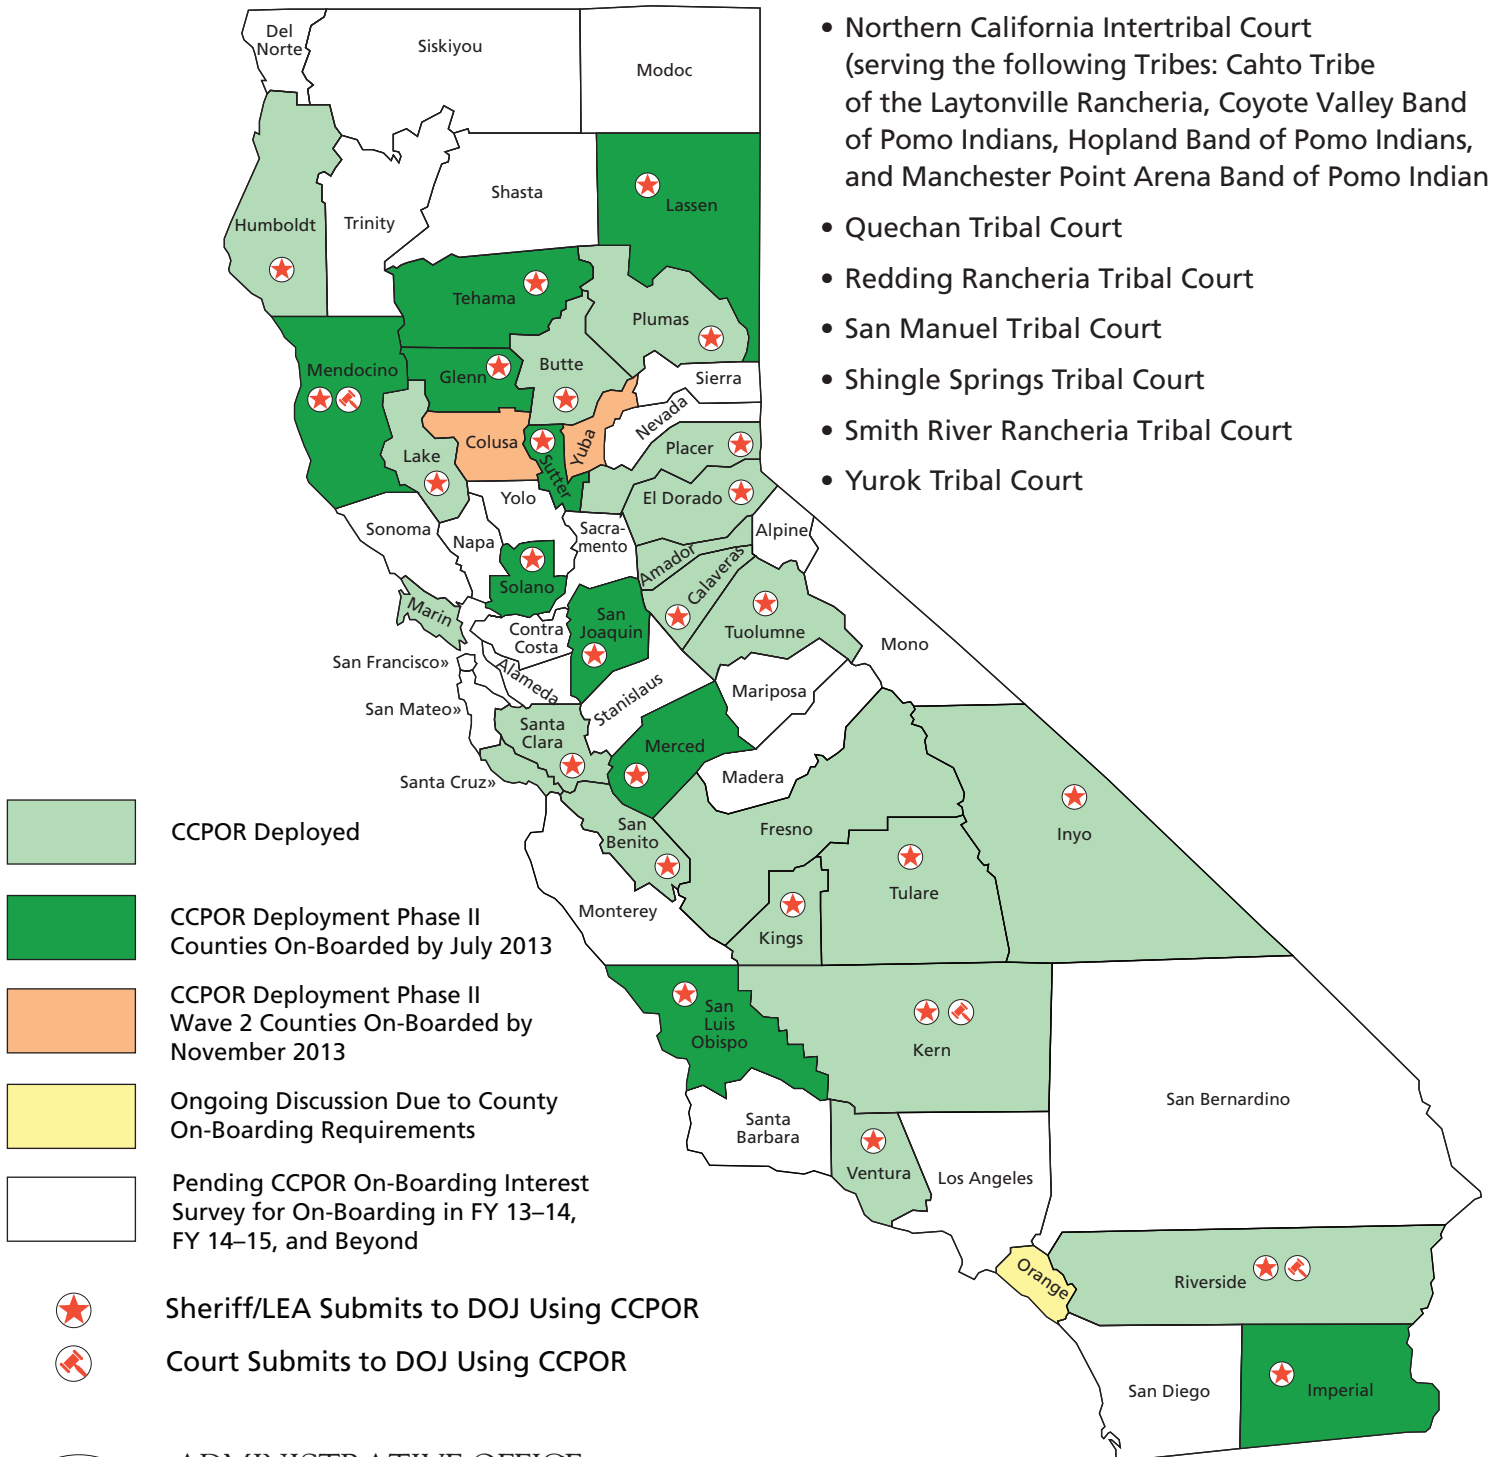 • Northern California Intertribal Court
(serving the following Tribes: Cahto Tribe
of the Laytonville Rancheria, Coyote Valley Band
of Pomo Indians, Hopland Band of Pomo Indians,
and Manchester Point Arena Band of Pomo Indian
• Quechan Tribal Court
• Redding Rancheria Tribal Court
• San Manuel Tribal Court
• Shingle Springs Tribal Court
• Smith River Rancheria Tribal Court
• Yurok Tribal Court
Del
Norte
Siskiyou
Modoc
Shasta
Lassen
Humboldt
Trinity
Tehama
Plumas
Mendocino
Glenn
Butte
Sierra
Nevada
Colusa
Yuba
Sutter
Placer
Lake
El Dorado
Yolo
Sonoma
Napa
Sacra-
mento
Alpine
Amador
Calaveras
Solano
Marin
San
Joaquin
Contra
Costa
Tuolumne
Mono
San Francisco»
Alameda
Stanislaus
Mariposa
San Mateo»
Santa
Clara
Merced
Madera
Santa Cruz»
San
Benito
Fresno
Inyo
Tulare
Monterey
Kings
San
Luis
Obispo
Kern
Santa
Barbara
San Bernardino
Ventura
Los Angeles
Orange
Riverside
San Diego
Imperial
CCPOR Deployed
CCPOR Deployment Phase II
Counties On-Boarded by July 2013
CCPOR Deployment Phase II
Wave 2 Counties On-Boarded by
November 2013
Ongoing Discussion Due to County
On-Boarding Requirements
Pending CCPOR On-Boarding Interest
Survey for On-Boarding in FY 13–14,
FY 14–15, and Beyond
Sheriff/LEA Submits to DOJ Using CCPOR
Court Submits to DOJ Using CCPOR
ADMINISTRATIVE OFFICE